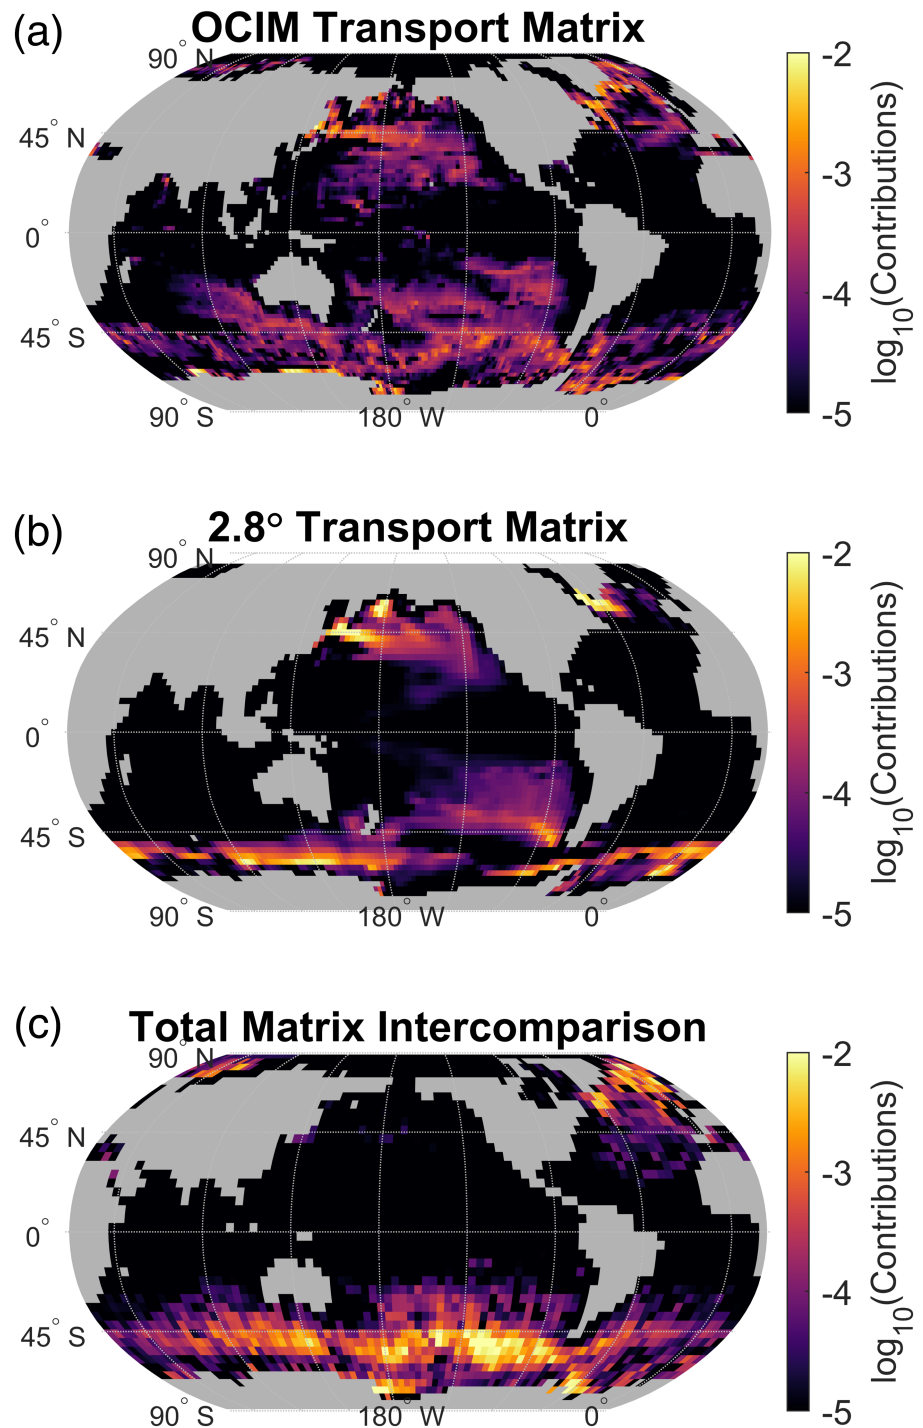 (a) OCIM Transport Matrix
90° N
45° N
0°
45° S
90° S 180° W 0°
-2
-3
-4
-5
log10(Contributions)
(b) 2.8° Transport Matrix
90° N
45° N
0°
45° S
90° S 180° W 0°
-2
-3
-4
-5
log10(Contributions)
(c) Total Matrix Intercomparison
90° N
45° N
0°
45° S
90° S 180° W 0°
-2
-3
-4
-5
log10(Contributions)